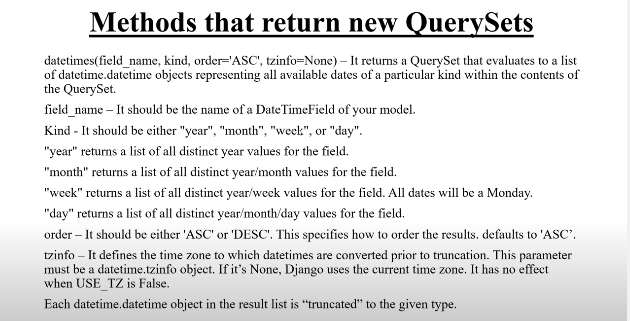 Methods that return new QuerySets
datetimes(field_name, kind, order='ASC', tzinfo=None) – It returns a QuerySet that evaluates to a list
of datetime.datetime objects representing all available dates of a particular kind within the contents of
the QuerySet.
field_name – It should be the name of a DateTimeField of your model.
Kind - It should be either "year", "month", "week", or "day".
"year" returns a list of all distinct year values for the field.
"month" returns a list of all distinct year/month values for the field.
"week" returns a list of all distinct year/week values for the field. All dates will be a Monday.
"day" returns a list of all distinct year/month/day values for the field.
order – It should be either 'ASC' or 'DESC'. This specifies how to order the results. defaults to 'ASC’.
tzinfo – It defines the time zone to which datetimes are converted prior to truncation. This parameter
must be a datetime.tzinfo object. If it’s None, Django uses the current time zone. It has no effect
when USE_TZ is False.
Each datetime.datetime object in the result list is “truncated” to the given type.